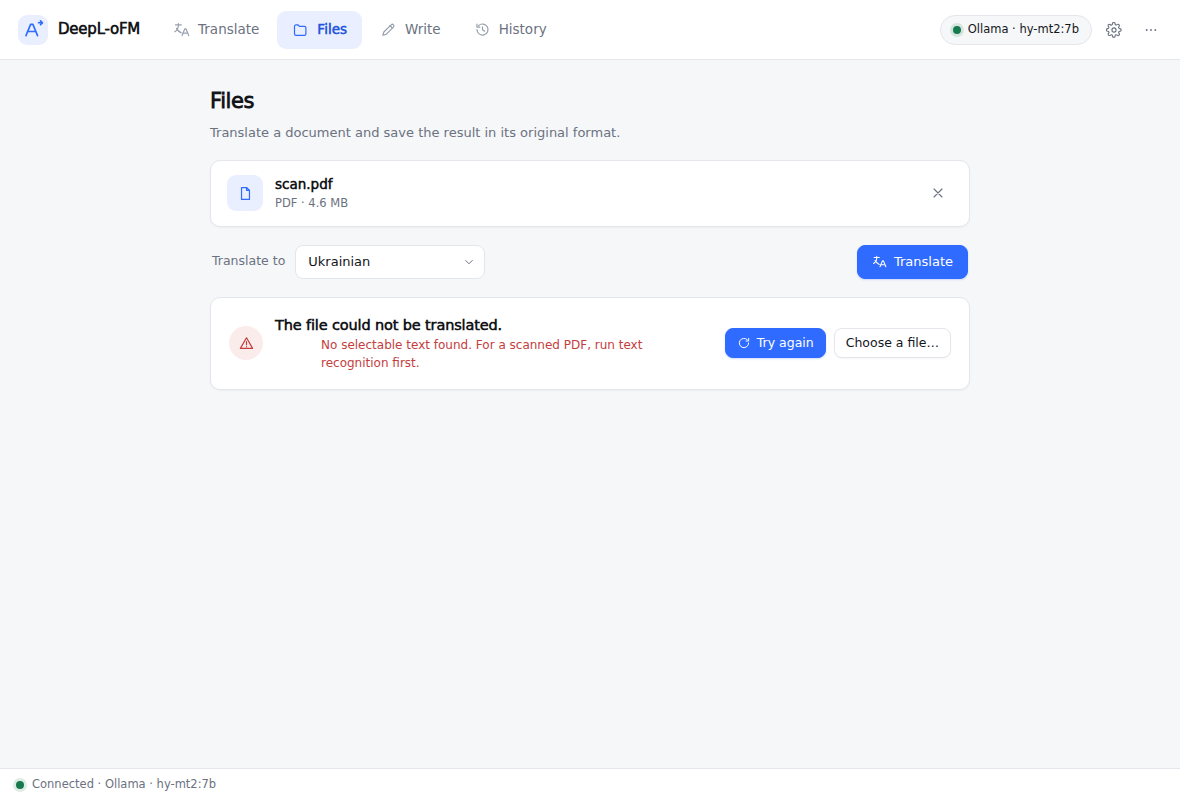 DeepL-oFM
Translate
Files
Write
History
Ollama · hy-mt2:7b
Files
Translate a document and save the result in its original format.
scan.pdf
PDF · 4.6 MB
Translate to
Ukrainian
Translate
The file could not be translated.
No selectable text found. For a scanned PDF, run text
recognition first.
Try again
Choose a file...
Connected · Ollama · hy-mt2:7b